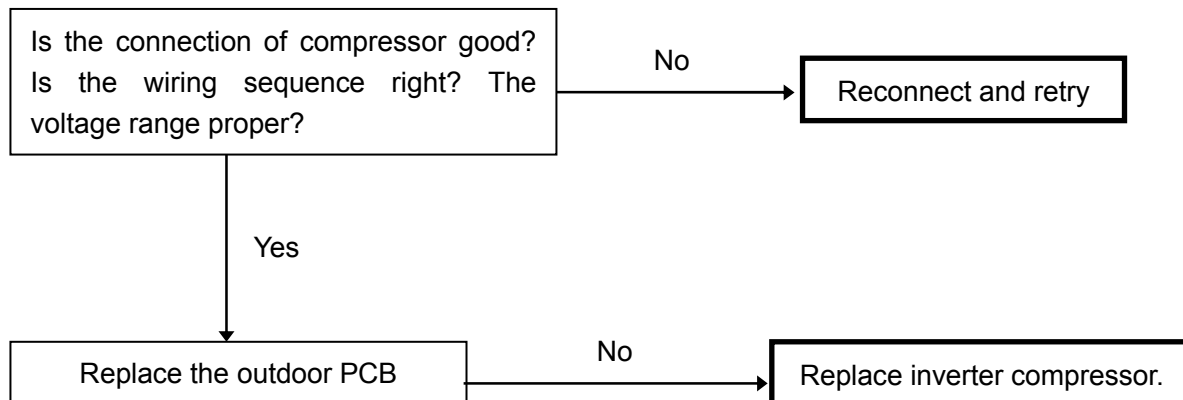 Is the connection of compressor good?
Is the wiring sequence right? The
voltage range proper?
No
Reconnect and retry
Yes
Replace the outdoor PCB
No
Replace inverter compressor.